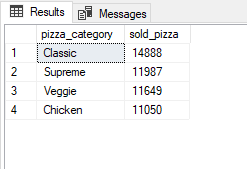 Results Messages
pizza_category sold_pizza
1 Classic 14888
2 Supreme 11987
3 Veggie 11649
4 Chicken 11050